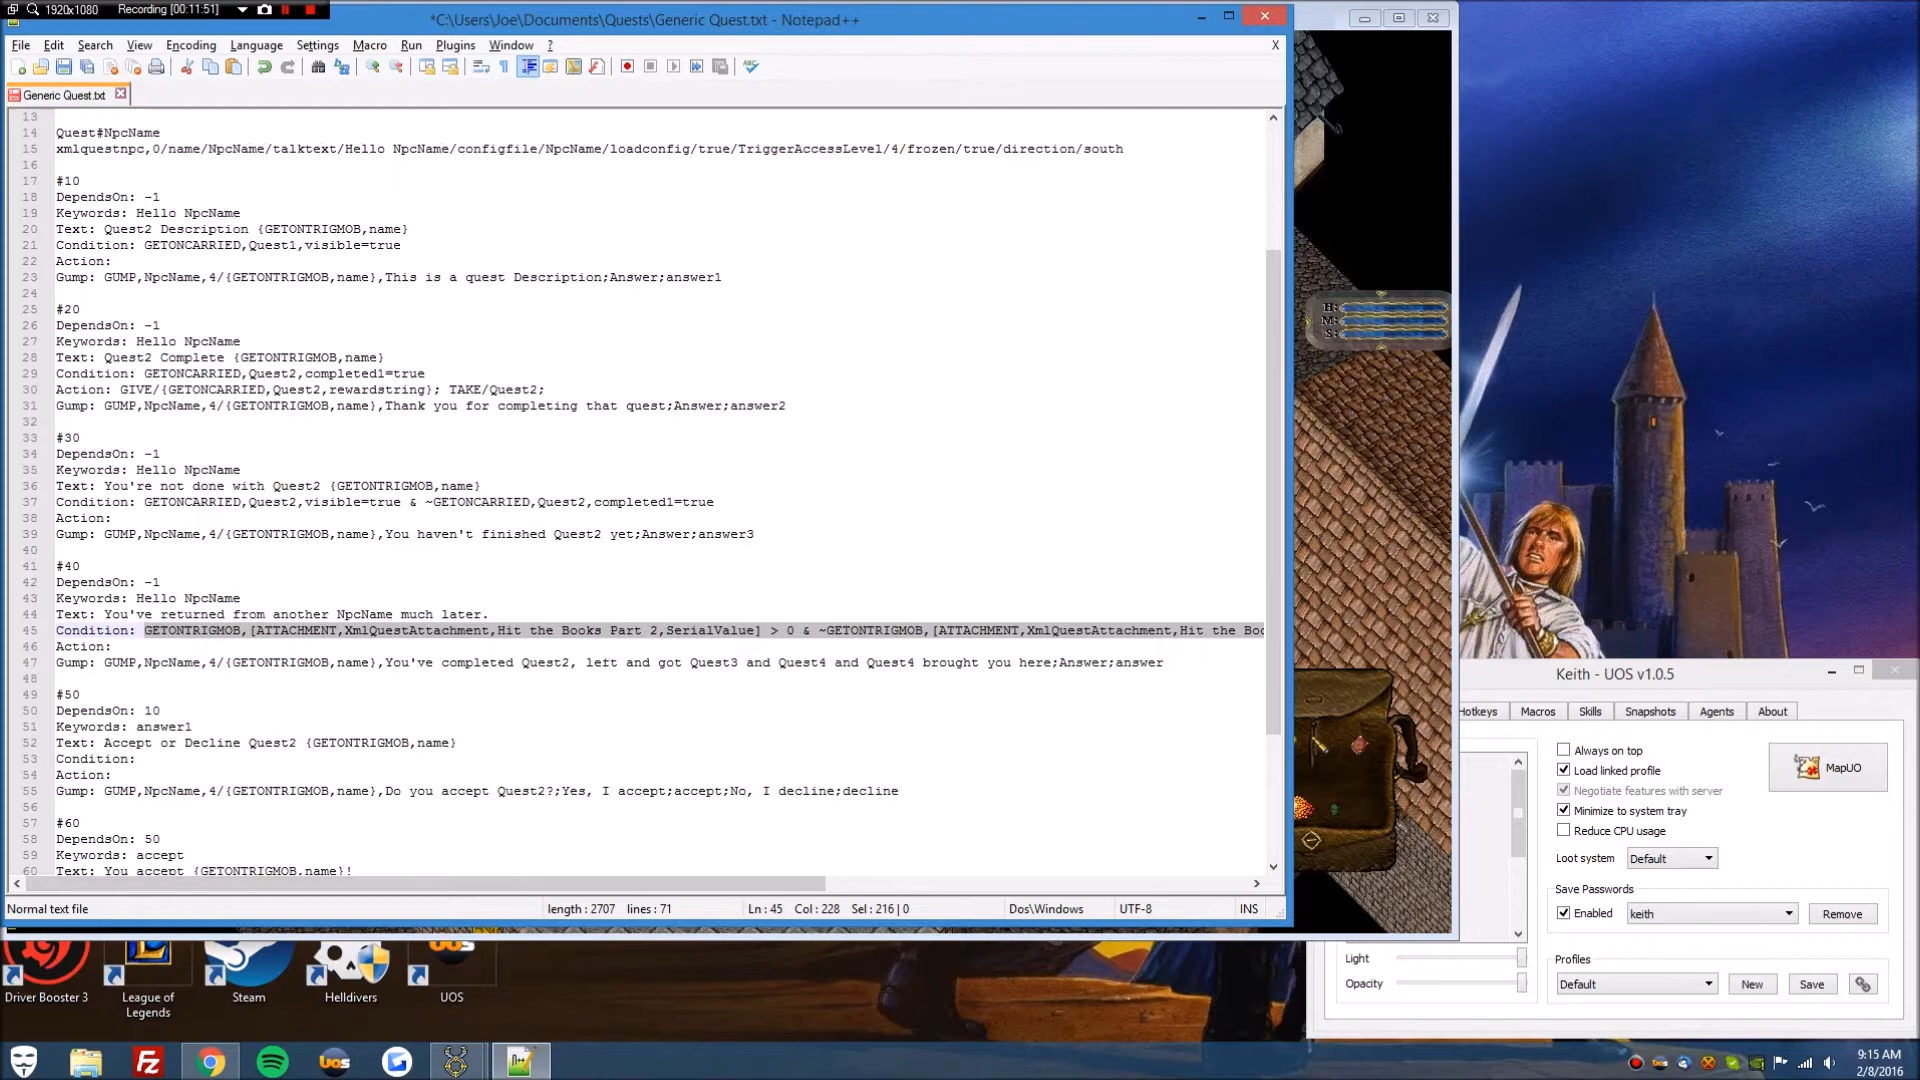 1920x1080 Recording [00:11:51]
*C:\Users\Joe\Documents\Quests\Generic Quest.txt - Notepad++
File Edit Search View Encoding Language Settings Macro Run Plugins Window ? X
Generic Quest.txt
13
14 Quest#NpcName
15 xmlquestnpc,0/name/NpcName/talktext/Hello NpcName/configfile/NpcName/loadconfig/true/TriggerAccessLevel/4/frozen/true/direction/south
16
17 #10
18 DependsOn: -1
19 Keywords: Hello NpcName
20 Text: Quest2 Description {GETONTRIGMOB,name}
21 Condition: GETONCARRIED,Quest1,visible=true
22 Action:
23 Gump: GUMP,NpcName,4/{GETONTRIGMOB,name},This is a quest Description;Answer;answer1
24
25 #20
26 DependsOn: -1
27 Keywords: Hello NpcName
28 Text: Quest2 Complete {GETONTRIGMOB,name}
29 Condition: GETONCARRIED,Quest2,completed1=true
30 Action: GIVE/{GETONCARRIED,Quest2,rewardstring}; TAKE/Quest2;
31 Gump: GUMP,NpcName,4/{GETONTRIGMOB,name},Thank you for completing that quest;Answer;answer2
32
33 #30
34 DependsOn: -1
35 Keywords: Hello NpcName
36 Text: You're not done with Quest2 {GETONTRIGMOB,name}
37 Condition: GETONCARRIED,Quest2,visible=true & ~GETONCARRIED,Quest2,completed1=true
38 Action:
39 Gump: GUMP,NpcName,4/{GETONTRIGMOB,name},You haven't finished Quest2 yet;Answer;answer3
40
41 #40
42 DependsOn: -1
43 Keywords: Hello NpcName
44 Text: You've returned from another NpcName much later.
45 Condition: GETONTRIGMOB,[ATTACHMENT,XmlQuestAttachment,Hit the Books Part 2,SerialValue] > 0 & ~GETONTRIGMOB,[ATTACHMENT,XmlQuestAttachment,Hit the Boo
46 Action:
47 Gump: GUMP,NpcName,4/{GETONTRIGMOB,name},You've completed Quest2, left and got Quest3 and Quest4 and Quest4 brought you here;Answer;answer
48
49 #50
50 DependsOn: 10
51 Keywords: answer1
52 Text: Accept or Decline Quest2 {GETONTRIGMOB,name}
53 Condition:
54 Action:
55 Gump: GUMP,NpcName,4/{GETONTRIGMOB,name},Do you accept Quest2?;Yes, I accept;accept;No, I decline;decline
56
57 #60
58 DependsOn: 50
59 Keywords: accept
60 Text: You accept {GETONTRIGMOB,name}!
Normal text file length : 2707 lines : 71 Ln : 45 Col : 228 Sel : 216 | 0 Dos\Windows UTF-8 INS
H:
M:
S:
Keith - UOS v1.0.5
Hotkeys Macros Skills Snapshots Agents About
Always on top
Load linked profile
Negotiate features with server
Minimize to system tray
Reduce CPU usage
MapUO
Loot system Default
Save Passwords
Enabled keith Remove
Profiles
Default New Save
Light
Opacity
Driver Booster 3
League of Legends
Steam
Helldivers
UOS
9:15 AM
2/8/2016